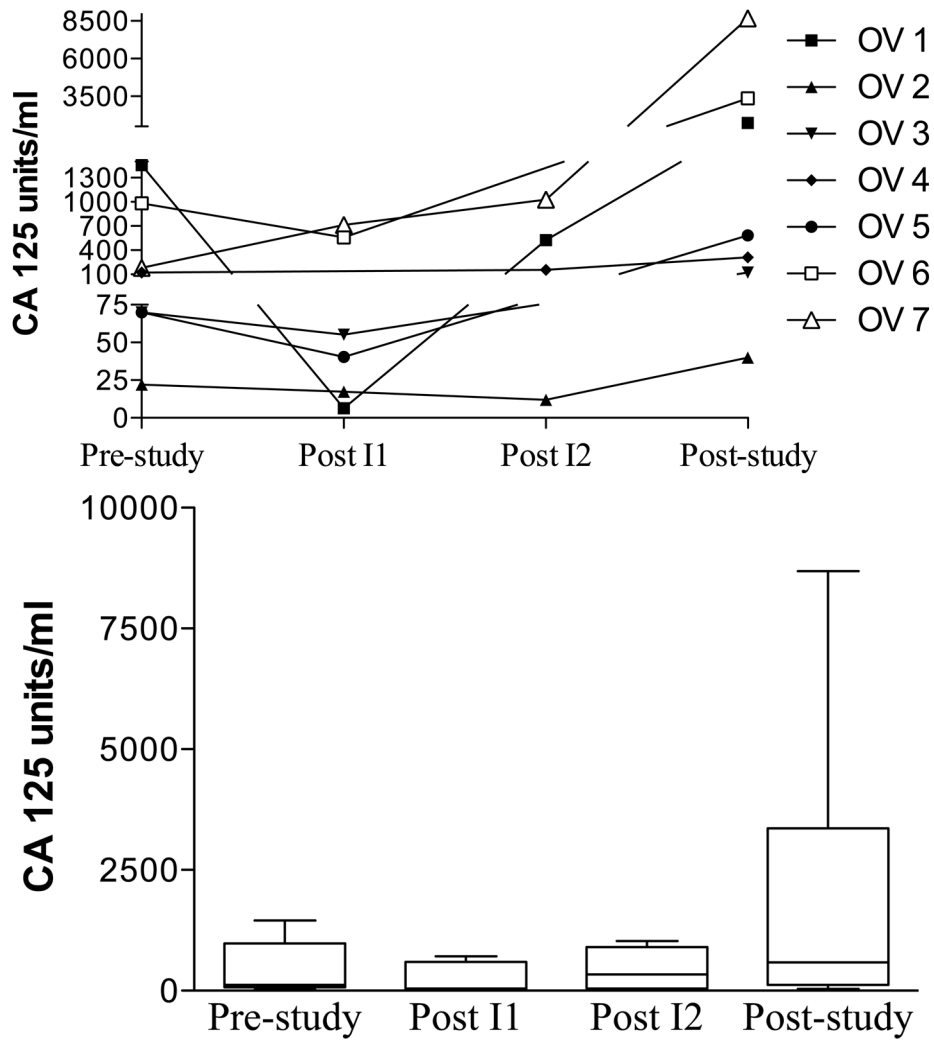 CA 125 units/ml
8500
6000
3500
1300
1000
700
400
100
75
50
25
0
Pre-study Post I1 Post I2 Post-study
OV 1
OV 2
OV 3
OV 4
OV 5
OV 6
OV 7
CA 125 units/ml
10000
7500
5000
2500
0
Pre-study Post I1 Post I2 Post-study